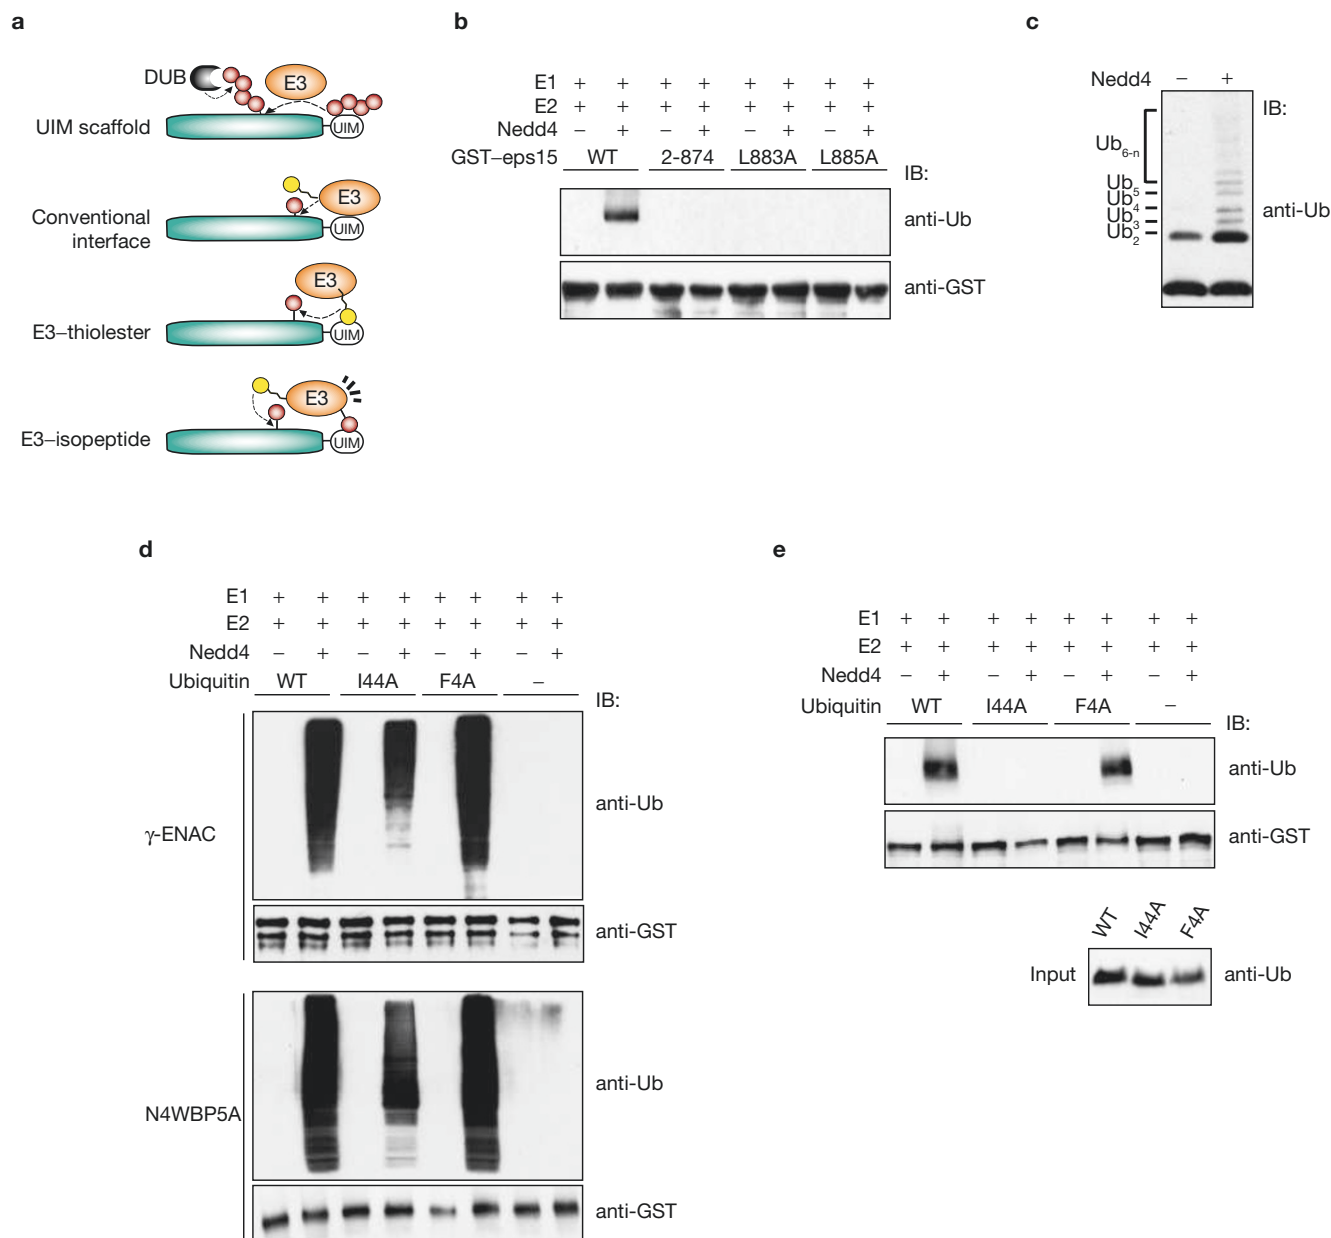 a
DUB
E3
UIM scaffold
UIM
E3
Conventional
interface
UIM
E3
E3–thiolester
UIM
E3
E3–isopeptide
UIM
b
E1 + + + + + + + +
E2 + + + + + + + +
Nedd4 – + – + – + – +
GST–eps15 WT 2-874 L883A L885A
IB:
anti-Ub
anti-GST
c
Nedd4 – +
IB:
Ub6-n
Ub5
Ub4
Ub3
Ub2
Ub
anti-Ub
d
E1 + + + + + + + +
E2 + + + + + + + +
Nedd4 – + – + – + – +
Ubiquitin WT I44A F4A –
IB:
γ-ENAC
anti-Ub
anti-GST
N4WBP5A
anti-Ub
anti-GST
e
E1 + + + + + + + +
E2 + + + + + + + +
Nedd4 – + – + – + – +
Ubiquitin WT I44A F4A –
IB:
anti-Ub
anti-GST
WT I44A F4A
Input
anti-Ub